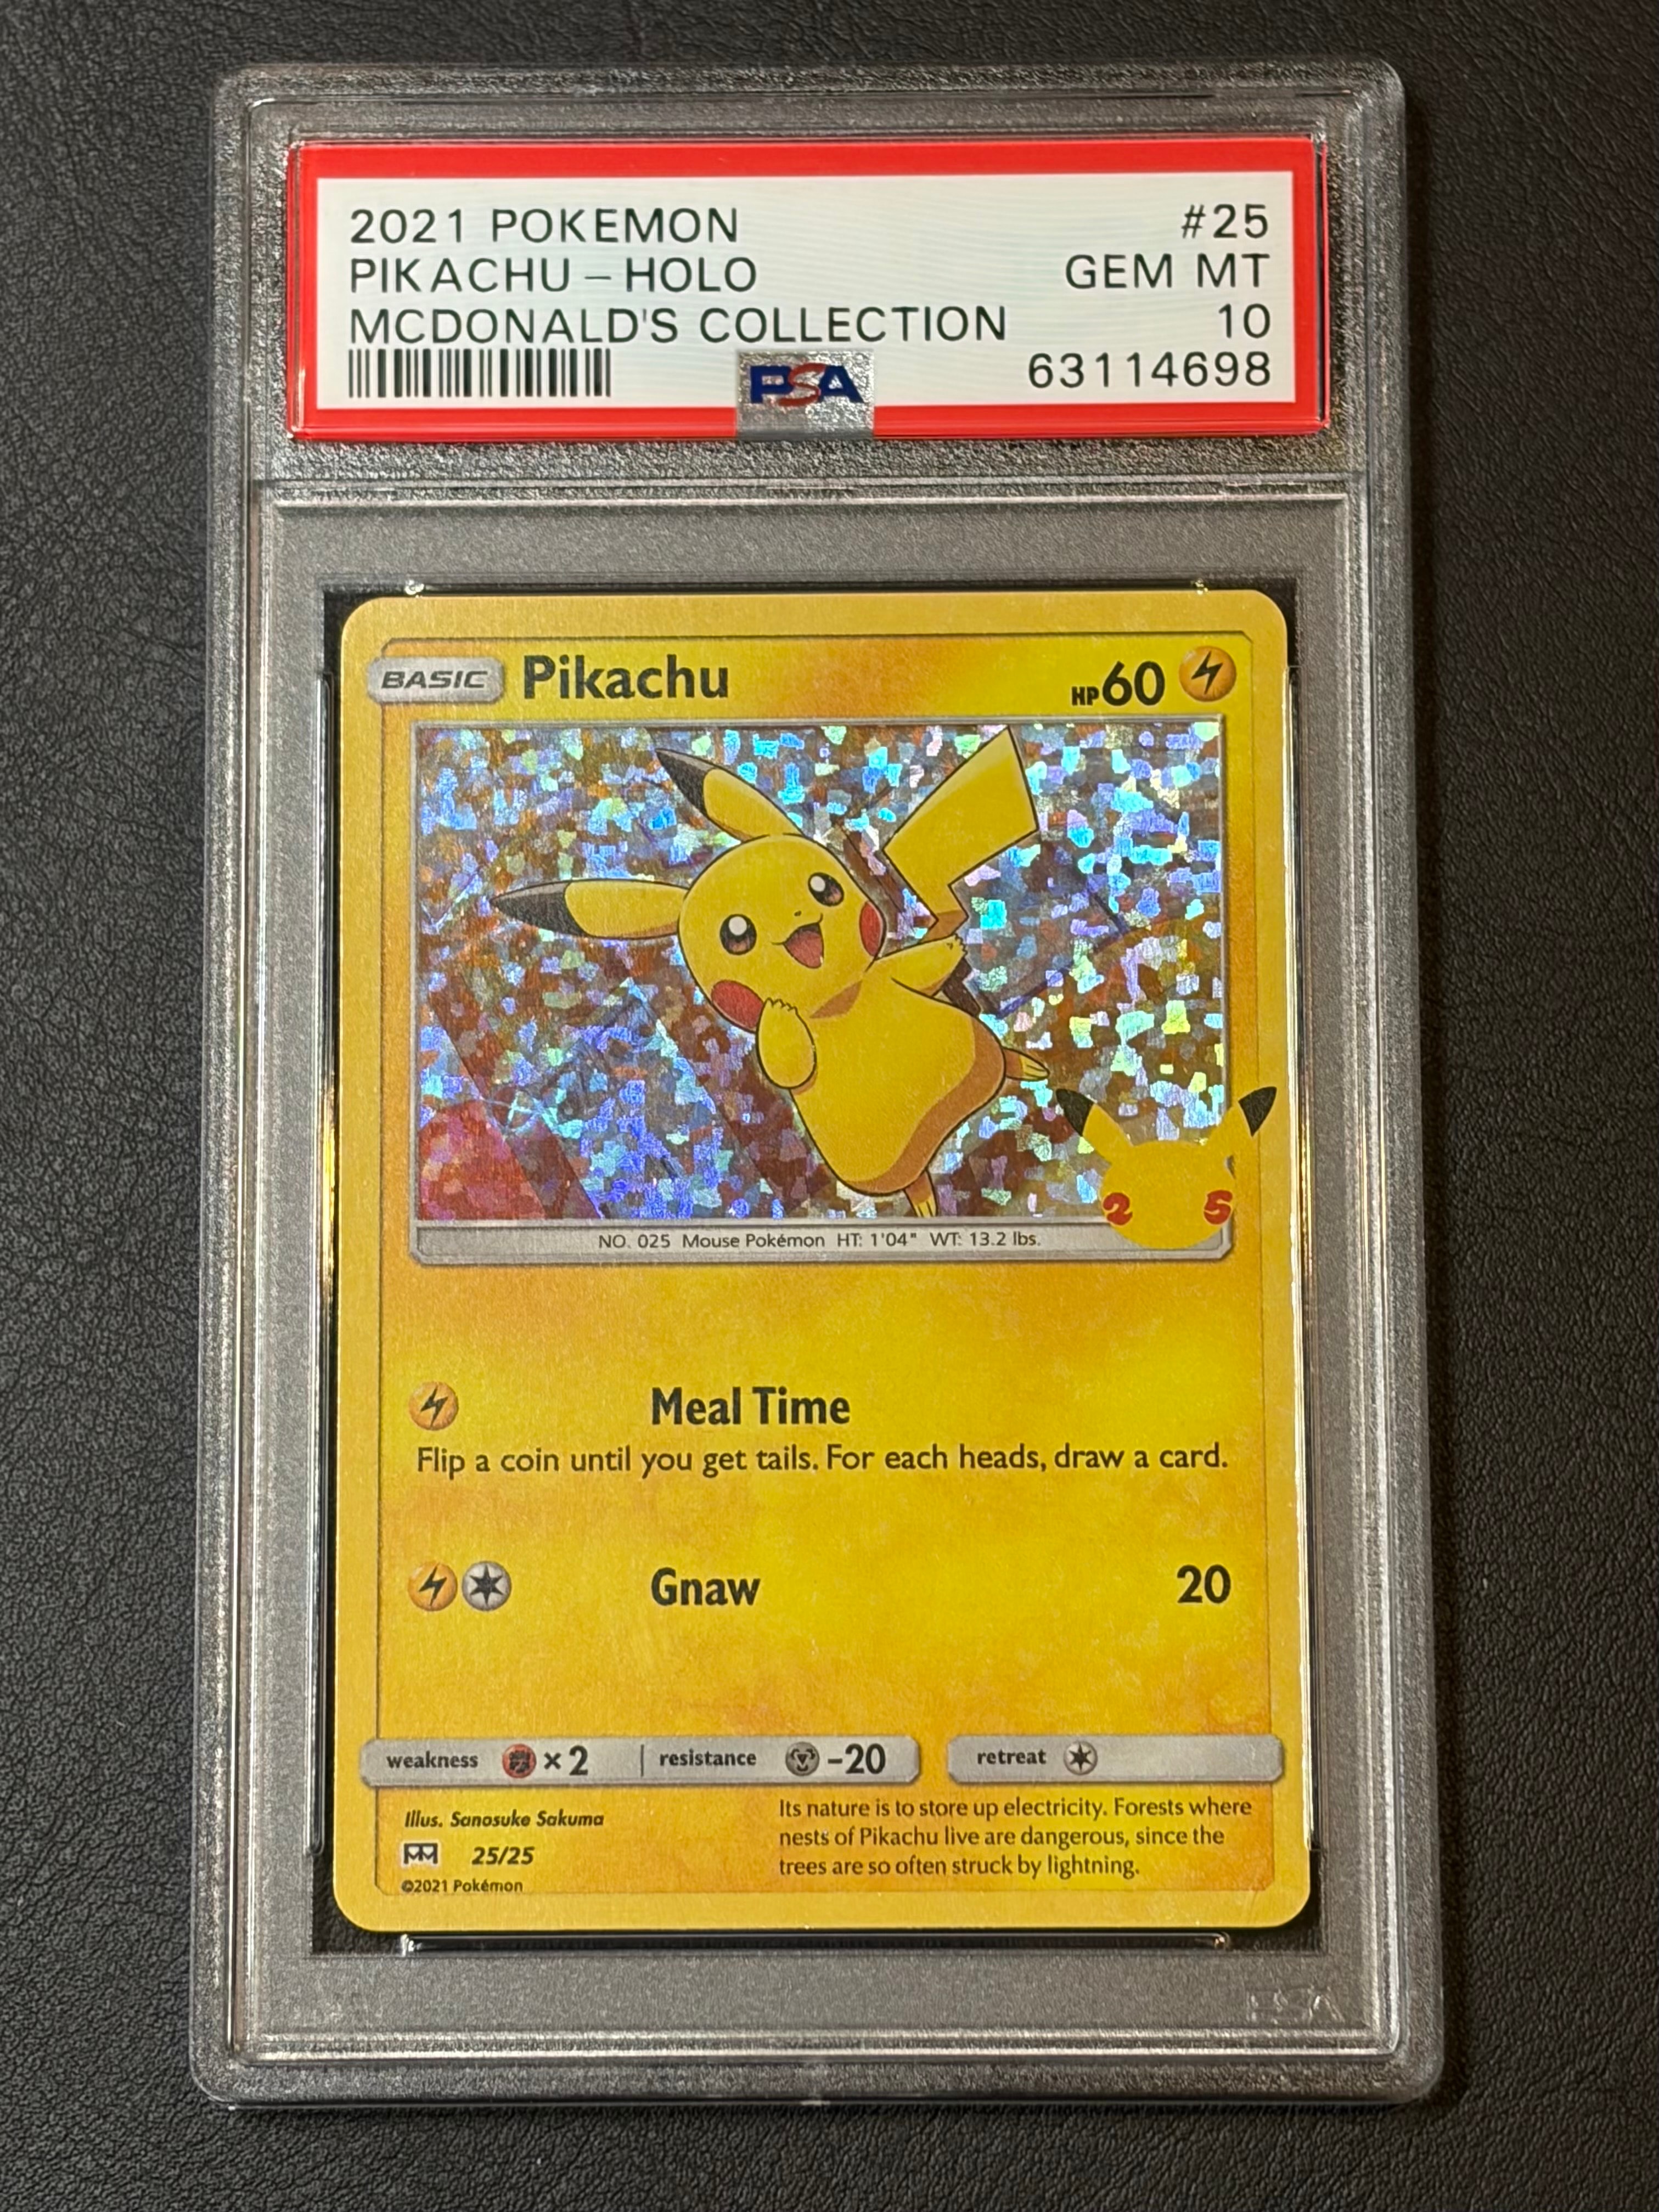 2021 POKEMON #25
PIKACHU – HOLO GEM MT
MCDONALD'S COLLECTION 10
PSA 63114698
BASIC Pikachu HP 60
2 5
NO. 025 Mouse Pokémon HT: 1'04" WT: 13.2 lbs.
Meal Time
Flip a coin until you get tails. For each heads, draw a card.
Gnaw 20
weakness ×2 resistance -20 retreat
Illus. Sanosuke Sakuma
25/25
©2021 Pokémon
Its nature is to store up electricity. Forests where
nests of Pikachu live are dangerous, since the
trees are so often struck by lightning.
PSA